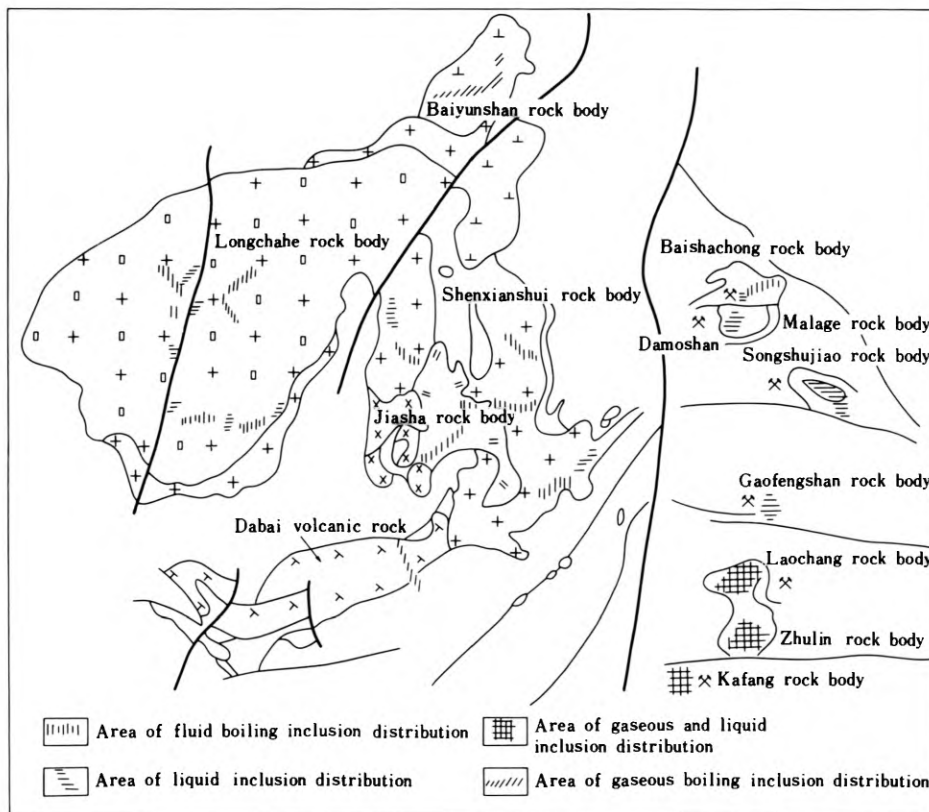 Baiyunshan rock body
Longchahe rock body
Baishachong rock body
Shenxianshui rock body
Malage rock body
Damoshan
Songshujiao rock body
Jiasha rock body
Gaofengshan rock body
Dabai volcanic rock
Laochang rock body
Zhulin rock body
Kafang rock body
Area of fluid boiling inclusion distribution
Area of gaseous and liquid
inclusion distribution
Area of liquid inclusion distribution
Area of gaseous boiling inclusion distribution